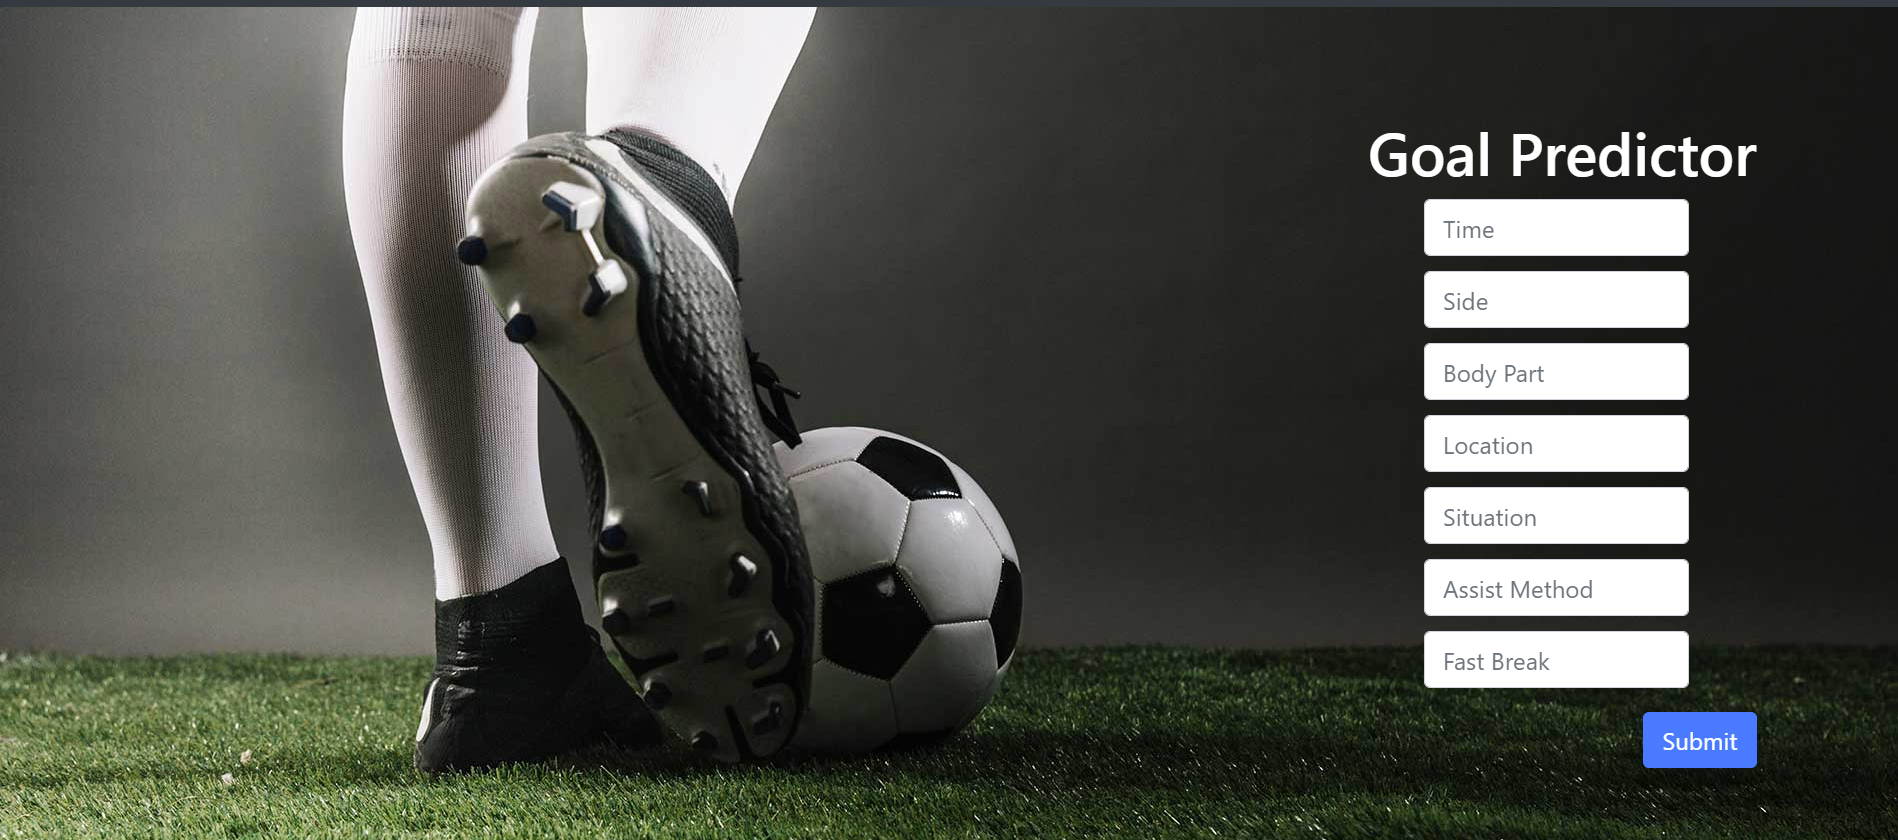 Goal Predictor
Time
Side
Body Part
Location
Situation
Assist Method
Fast Break
Submit